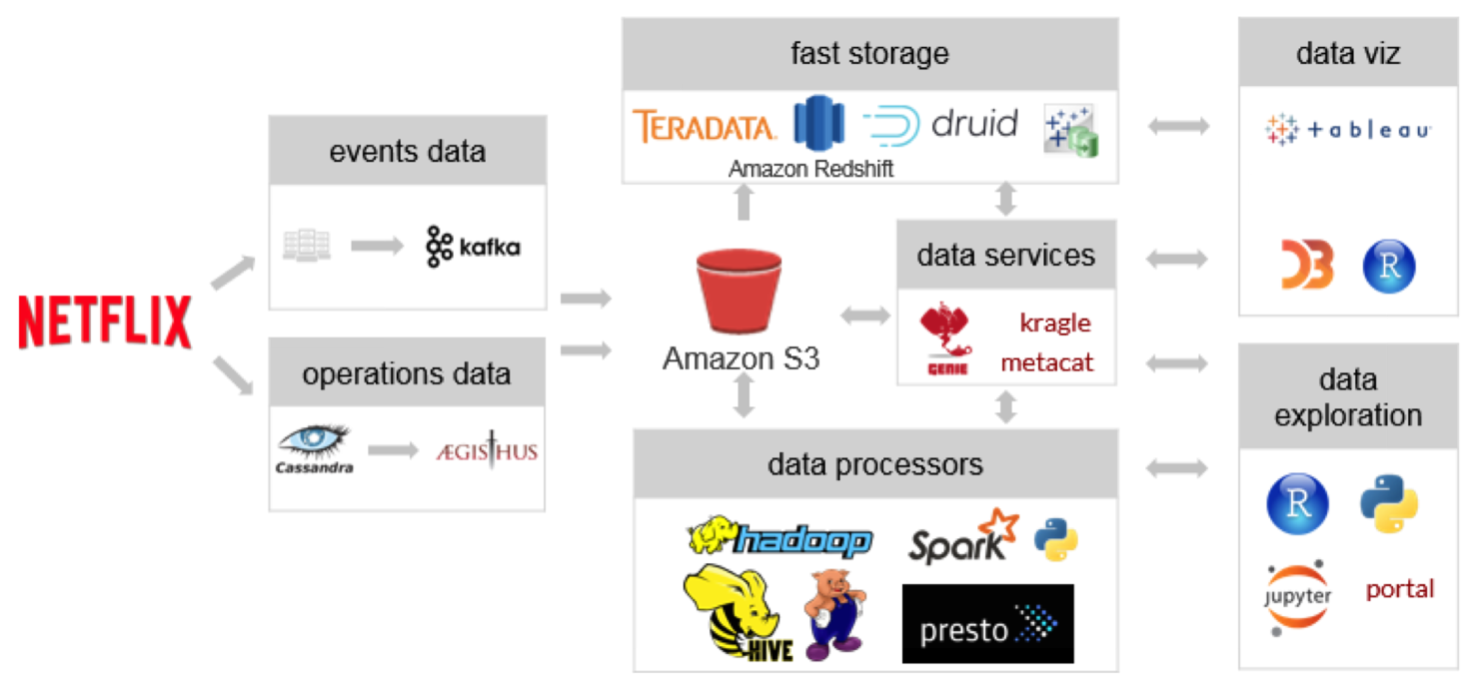 NETFLIX
events data
kafka
operations data
Cassandra
ÆGISTHUS
fast storage
TERADATA.
druid
Amazon Redshift
Amazon S3
data services
GENIE
kragle
metacat
data processors
hadoop
Spark
HIVE
presto
data viz
+ a b l e a u
D3
R
data
exploration
R
jupyter
portal